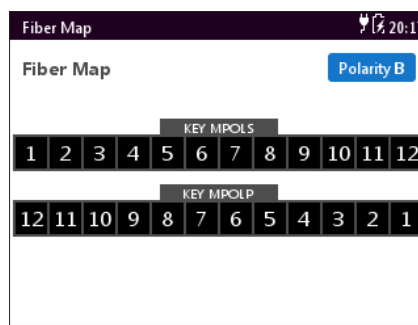 Fiber Map 20:17
Fiber Map Polarity B
KEY MPOLS
1 2 3 4 5 6 7 8 9 10 11 12
KEY MPOLP
12 11 10 9 8 7 6 5 4 3 2 1